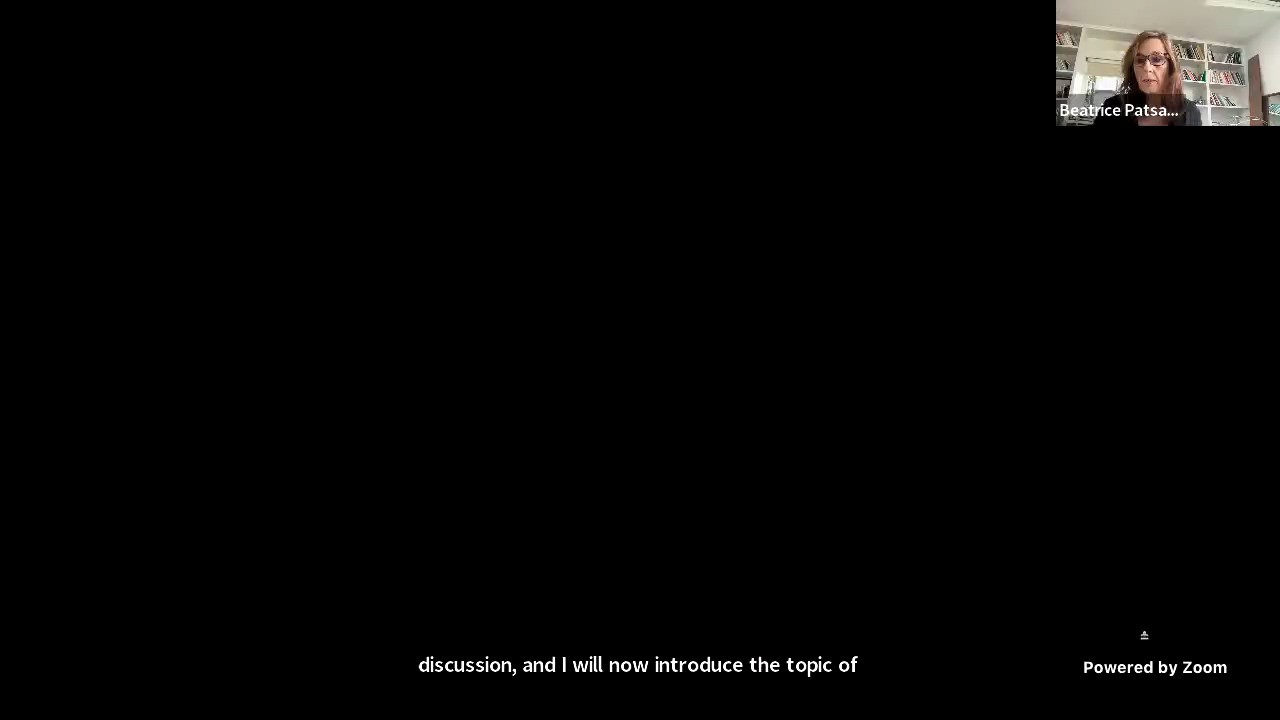 Beatrice Patsa...
discussion, and I will now introduce the topic of
Powered by Zoom